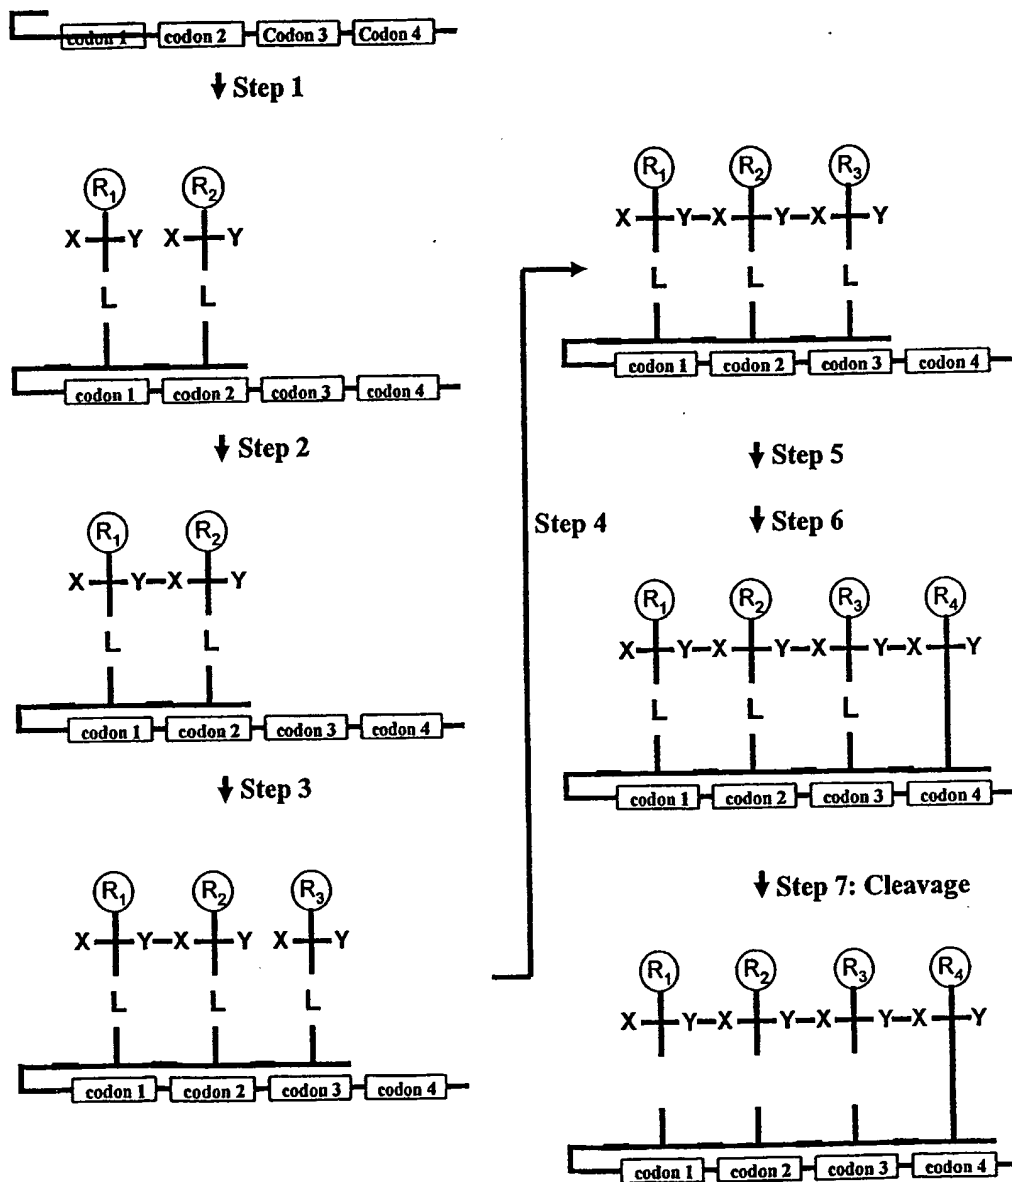 codon 1 codon 2 Codon 3 Codon 4
Step 1
R1 R2
X Y X Y
L L
codon 1 codon 2 codon 3 codon 4
Step 2
R1 R2
X Y-X Y
L L
codon 1 codon 2 codon 3 codon 4
Step 3
R1 R2 R3
X Y-X Y X Y
L L L
codon 1 codon 2 codon 3 codon 4
Step 4
R1 R2 R3
X Y-X Y-X Y
L L L
codon 1 codon 2 codon 3 codon 4
Step 5
Step 6
R1 R2 R3 R4
X Y-X Y-X Y-X Y
L L L
codon 1 codon 2 codon 3 codon 4
Step 7: Cleavage
R1 R2 R3 R4
X Y-X Y-X Y-X Y
codon 1 codon 2 codon 3 codon 4